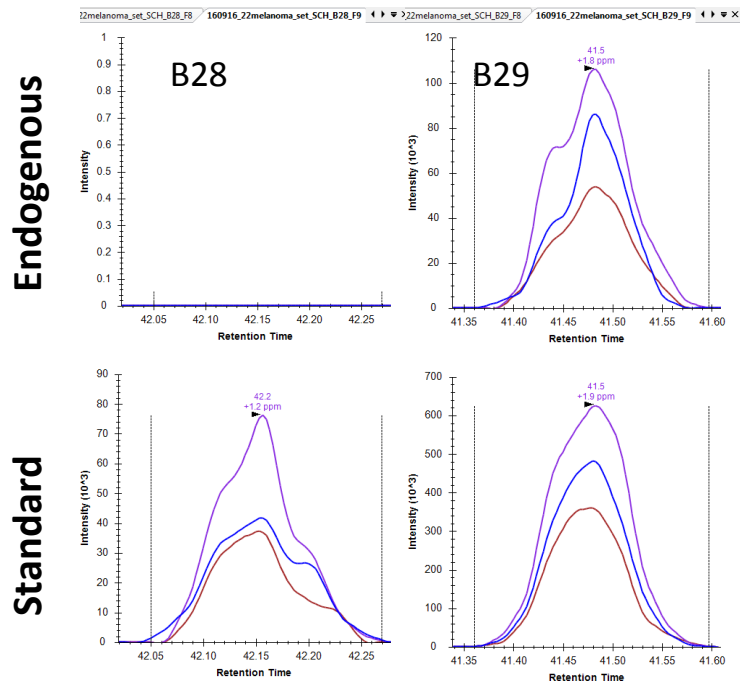 22melanoma_set_SCH_B28_F8 160916_22melanoma_set_SCH_B28_F9
22melanoma_set_SCH_B29_F8 160916_22melanoma_set_SCH_B29_F9
Endogenous
B28
Intensity
1
0.9
0.8
0.7
0.6
0.5
0.4
0.3
0.2
0.1
0
42.05 42.10 42.15 42.20 42.25
Retention Time
B29
Intensity (10^3)
120
100
80
60
40
20
0
41.5
+1.8 ppm
41.35 41.40 41.45 41.50 41.55 41.60
Retention Time
Standard
Intensity (10^3)
90
80
70
60
50
40
30
20
10
0
42.2
+1.2 ppm
42.05 42.10 42.15 42.20 42.25
Retention Time
Intensity (10^3)
700
600
500
400
300
200
100
0
41.5
+1.9 ppm
41.35 41.40 41.45 41.50 41.55 41.60
Retention Time